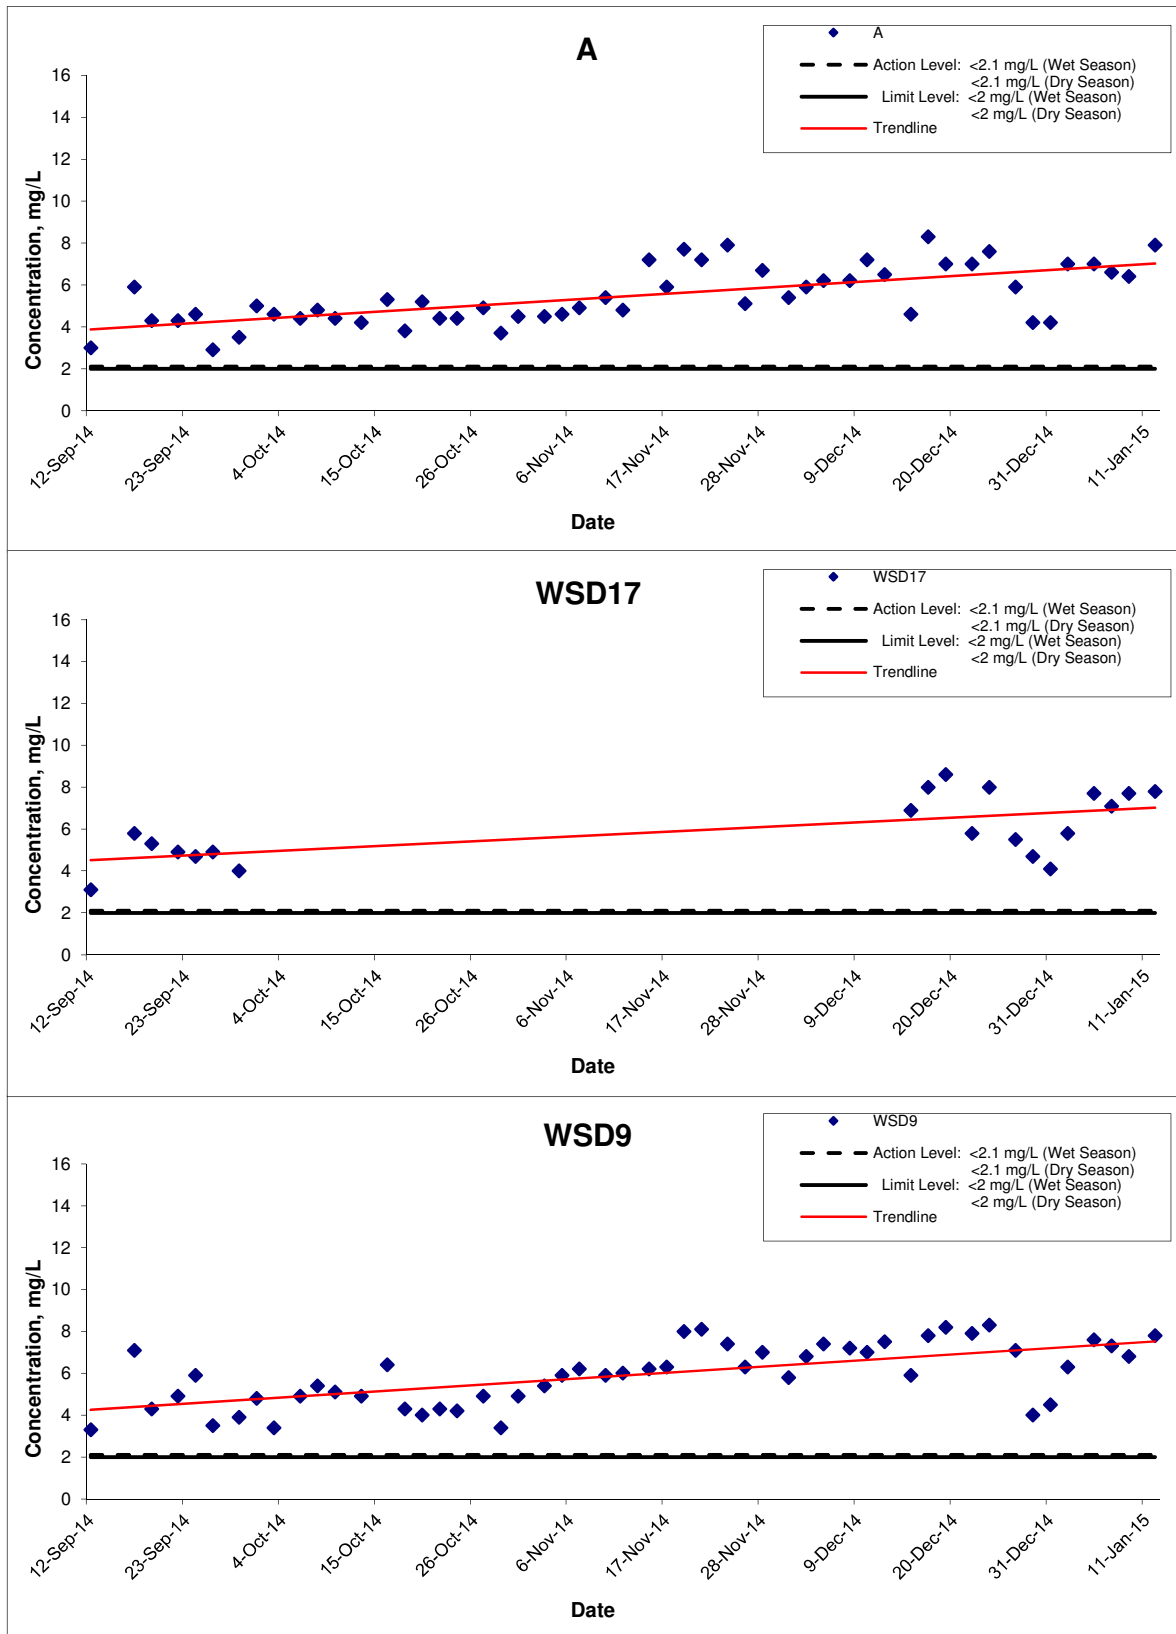 A
A
Action Level: <2.1 mg/L (Wet Season)
<2.1 mg/L (Dry Season)
Limit Level: <2 mg/L (Wet Season)
<2 mg/L (Dry Season)
Trendline
Concentration, mg/L
16
14
12
10
8
6
4
2
0
12-Sep-14
23-Sep-14
4-Oct-14
15-Oct-14
26-Oct-14
6-Nov-14
17-Nov-14
28-Nov-14
9-Dec-14
20-Dec-14
31-Dec-14
11-Jan-15
Date
WSD17
WSD17
Action Level: <2.1 mg/L (Wet Season)
<2.1 mg/L (Dry Season)
Limit Level: <2 mg/L (Wet Season)
<2 mg/L (Dry Season)
Trendline
Concentration, mg/L
16
14
12
10
8
6
4
2
0
12-Sep-14
23-Sep-14
4-Oct-14
15-Oct-14
26-Oct-14
6-Nov-14
17-Nov-14
28-Nov-14
9-Dec-14
20-Dec-14
31-Dec-14
11-Jan-15
Date
WSD9
WSD9
Action Level: <2.1 mg/L (Wet Season)
<2.1 mg/L (Dry Season)
Limit Level: <2 mg/L (Wet Season)
<2 mg/L (Dry Season)
Trendline
Concentration, mg/L
16
14
12
10
8
6
4
2
0
12-Sep-14
23-Sep-14
4-Oct-14
15-Oct-14
26-Oct-14
6-Nov-14
17-Nov-14
28-Nov-14
9-Dec-14
20-Dec-14
31-Dec-14
11-Jan-15
Date